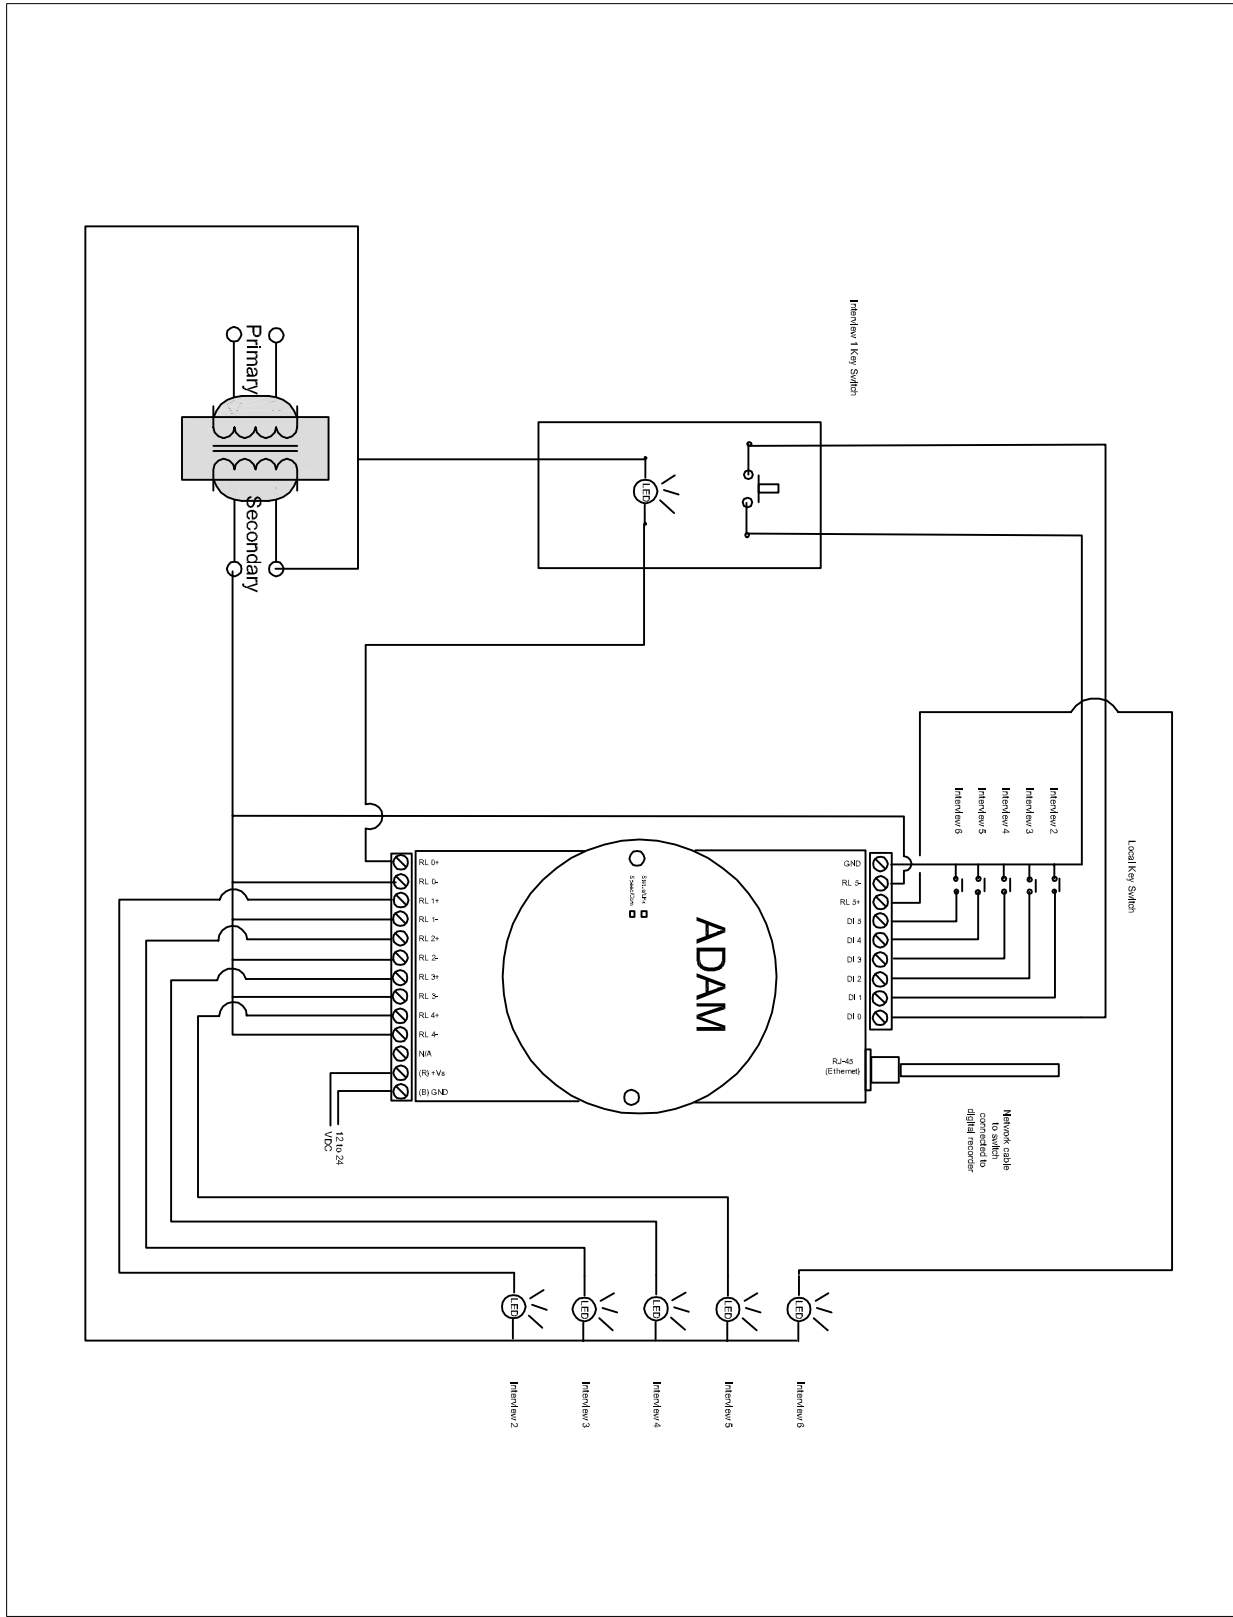 Interview 1 Key Switch
Primary
Secondary
LED
Interview 6
Interview 5
Interview 4
Interview 3
Interview 2
Local Key Switch
RL 0+
RL 0-
RL 1+
RL 1-
RL 2+
RL 2-
RL 3+
RL 3-
RL 4+
RL 4-
N/A
(R) +Vs
(B) GND
ADAM
GND
RL 5-
RL 5+
DI 5
DI 4
DI 3
DI 2
DI 1
DI 0
RJ-45
(Ethernet)
12 to 24
VDC
Network cable
to switch
connected to
digital recorder
LED
LED
LED
LED
LED
Interview 2
Interview 3
Interview 4
Interview 5
Interview 6